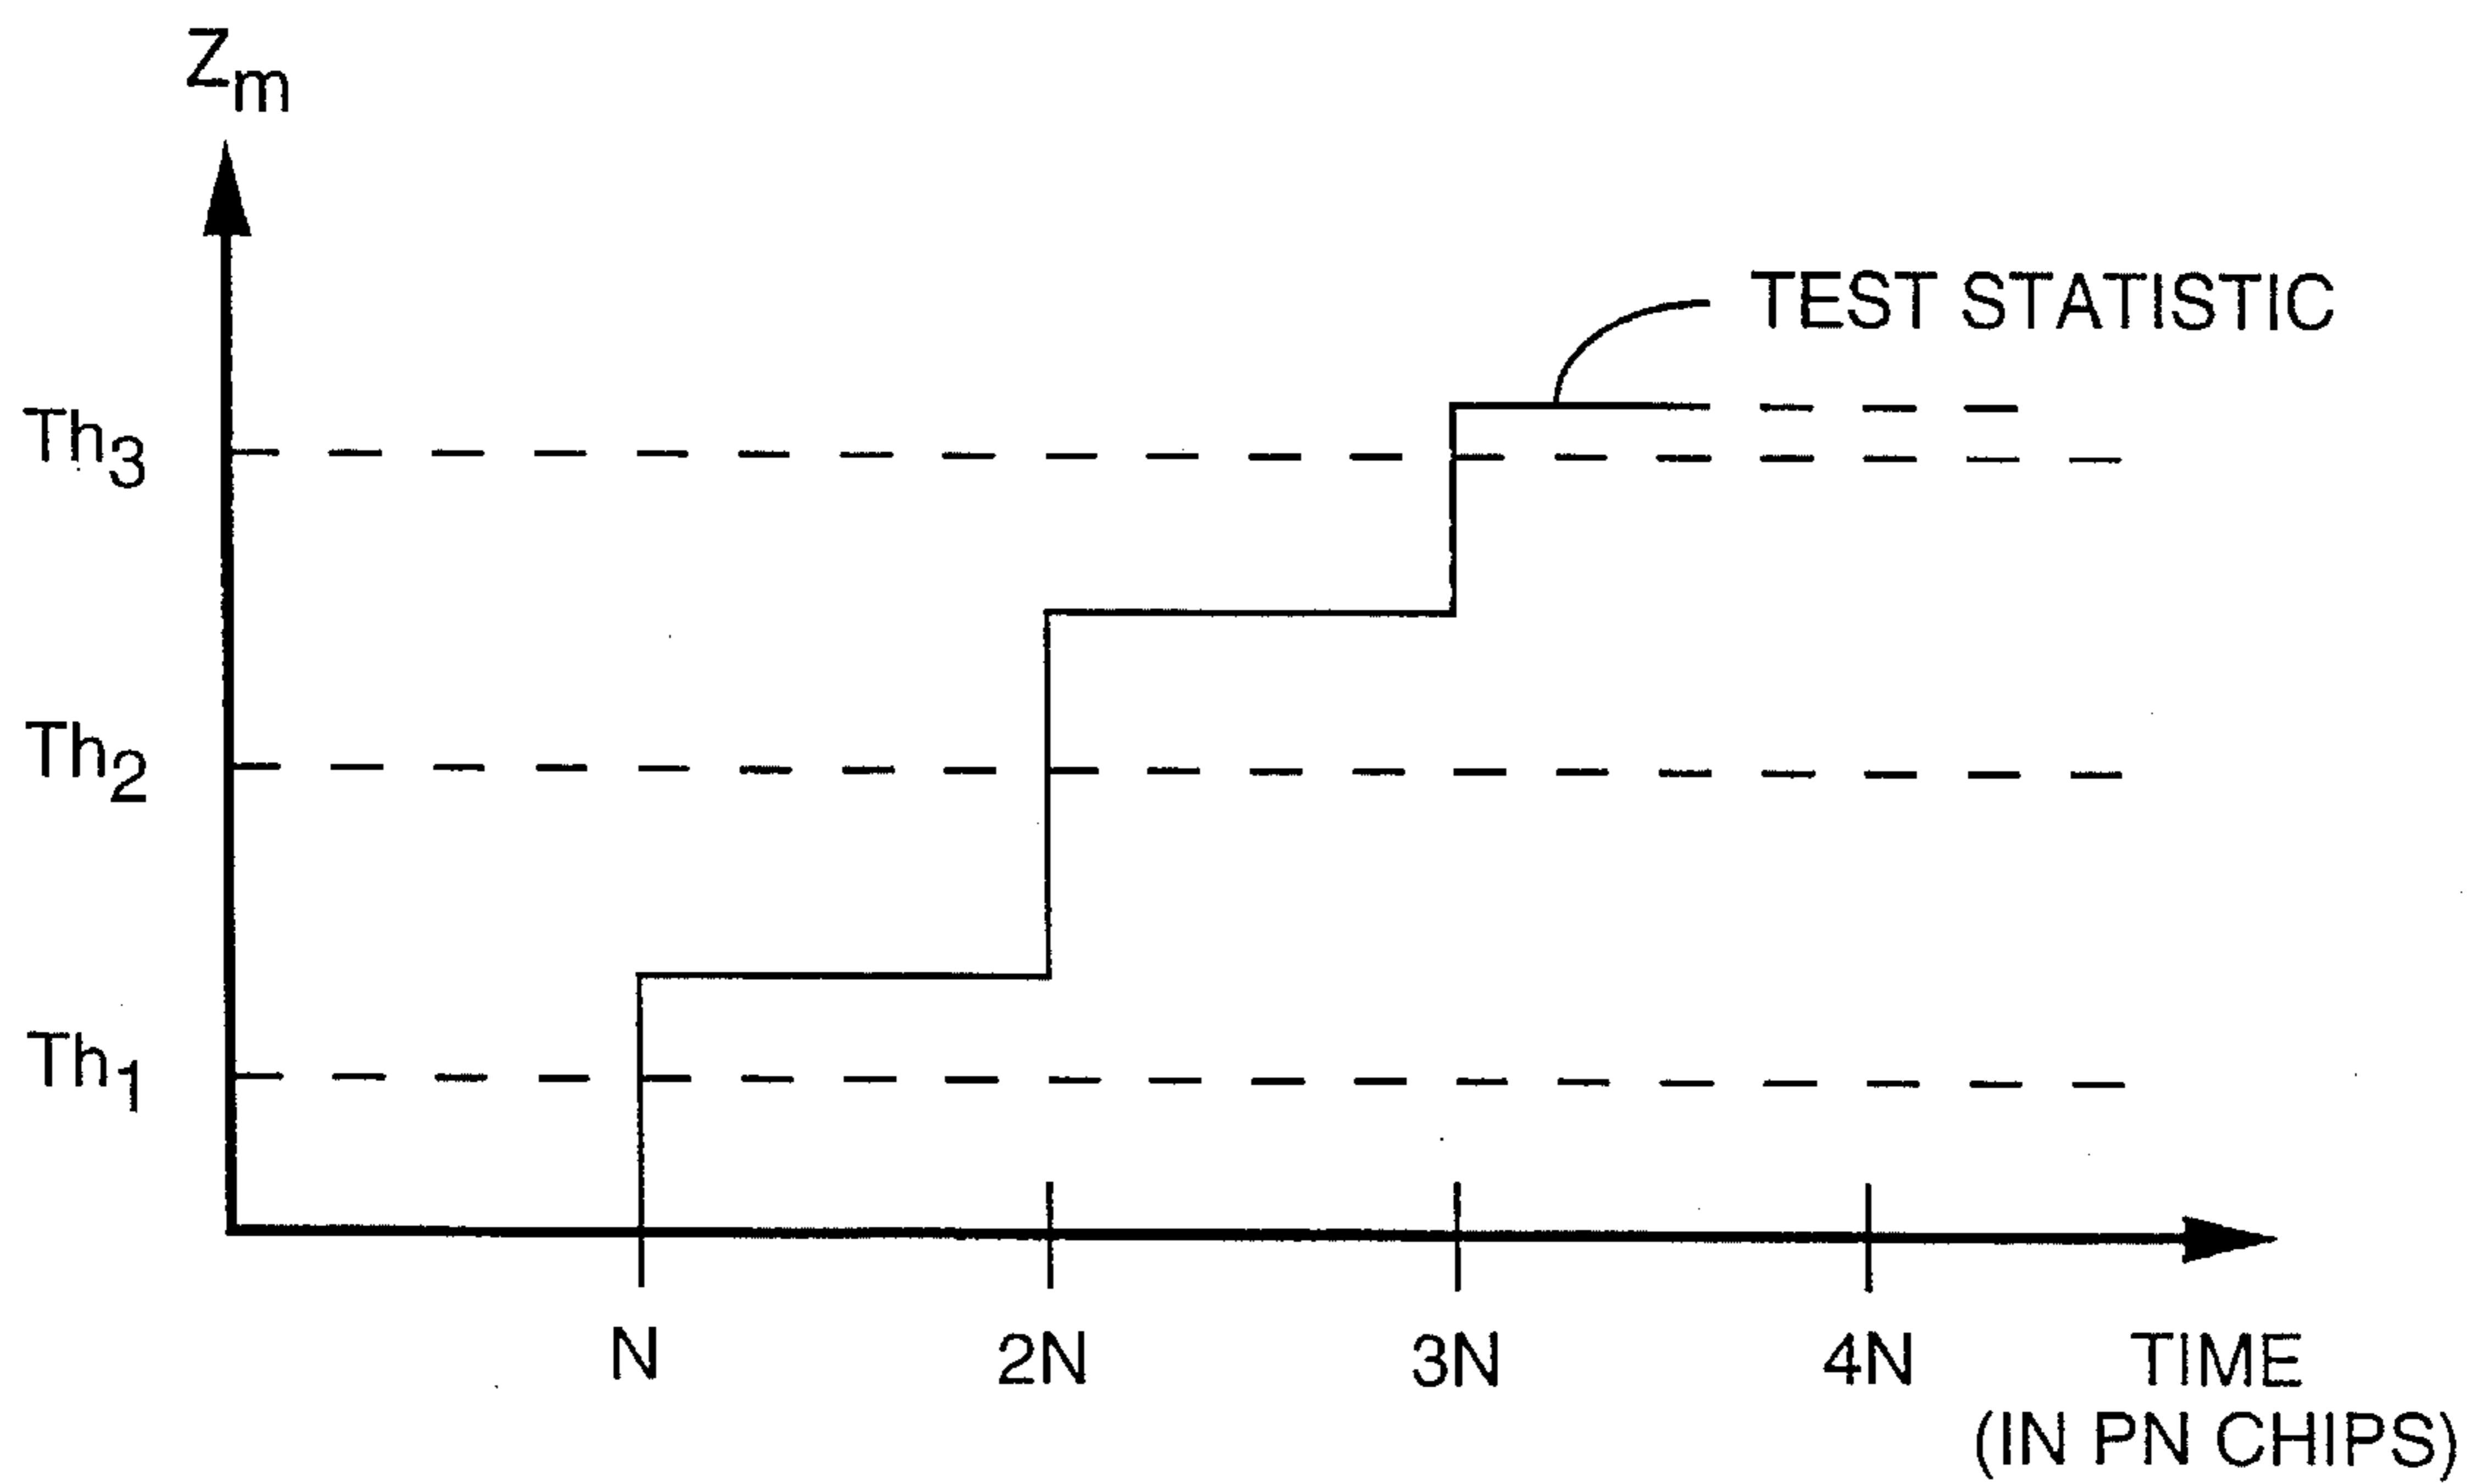 Zm
TEST STATISTIC
Th3
Th2
Th1
N
2N
3N
4N
TIME
(IN PN CHIPS)